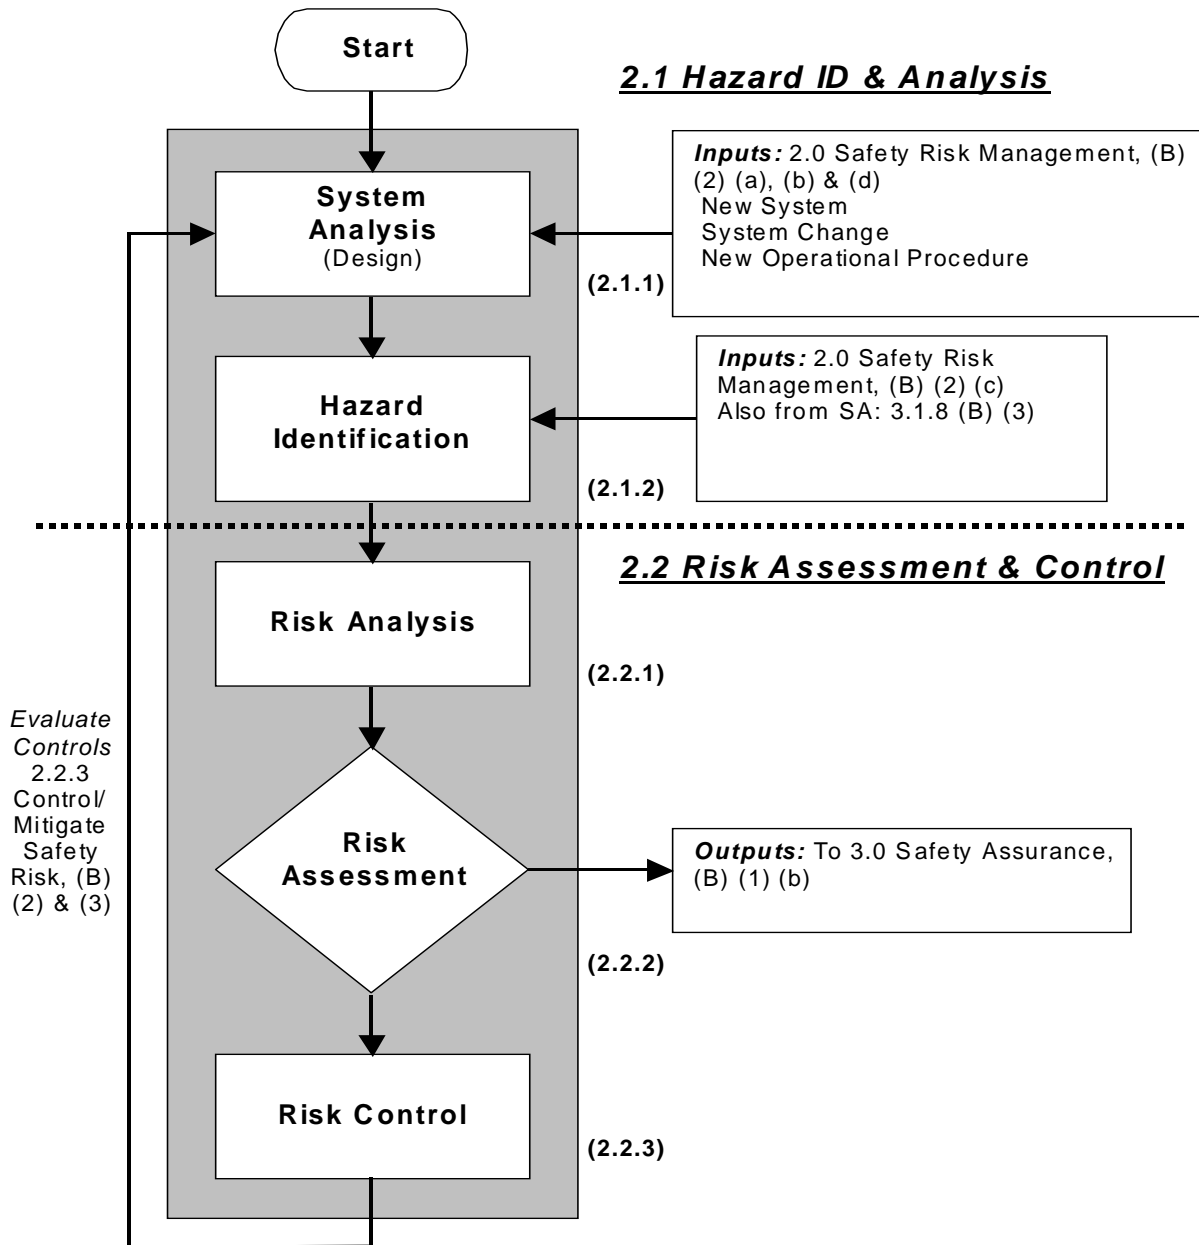 Start
2.1 Hazard ID & Analysis
System
Analysis
(Design)
(2.1.1)
Inputs: 2.0 Safety Risk Management, (B)
(2) (a), (b) & (d)
New System
System Change
New Operational Procedure
Hazard
Identification
(2.1.2)
Inputs: 2.0 Safety Risk
Management, (B) (2) (c)
Also from SA: 3.1.8 (B) (3)
2.2 Risk Assessment & Control
Risk Analysis
(2.2.1)
Evaluate
Controls
2.2.3
Control/
Mitigate
Safety
Risk, (B)
(2) & (3)
Risk
Assessment
(2.2.2)
Outputs: To 3.0 Safety Assurance,
(B) (1) (b)
Risk Control
(2.2.3)